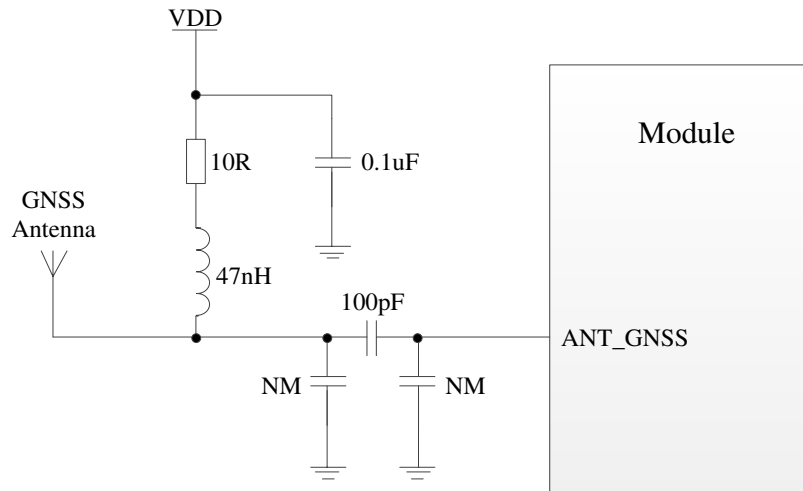 VDD
Module
10R
0.1uF
GNSS
Antenna
47nH
100pF
ANT_GNSS
NM
NM